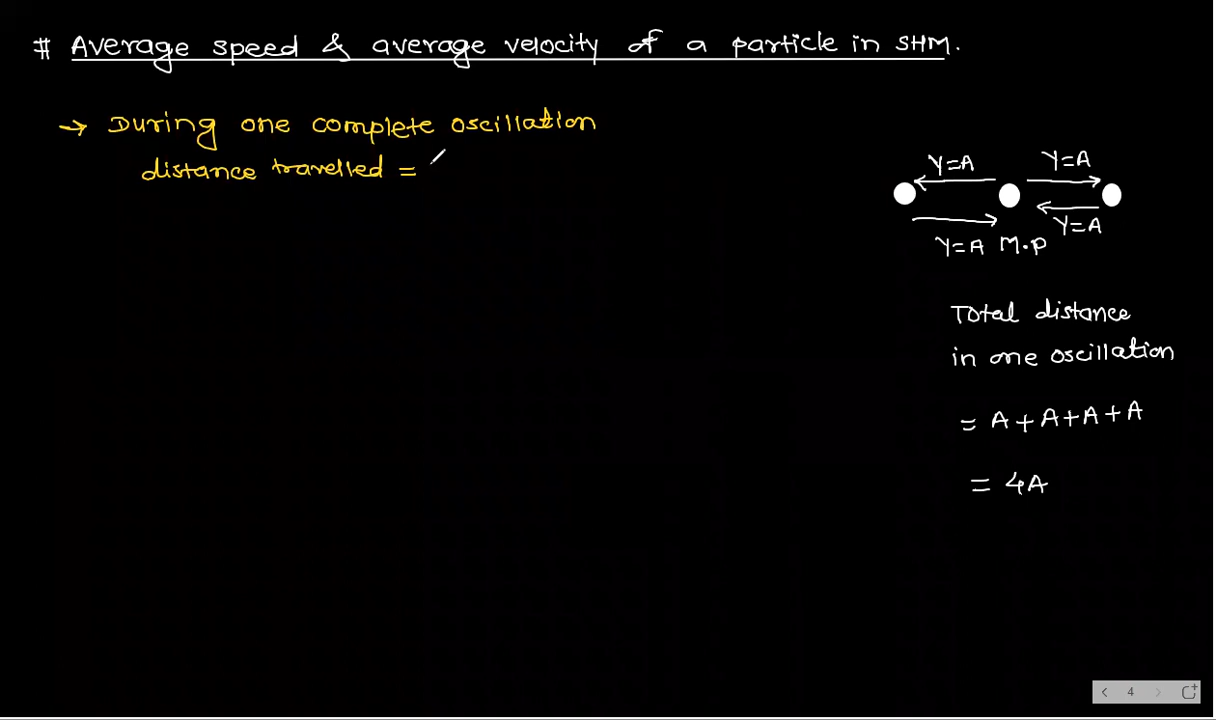 # Average speed & average velocity of a particle in SHM.
→ During one complete oscillation
distance travelled =
Y=A Y=A
Y=A M.P Y=A
Total distance
in one oscillation
= A+A+A+A
= 4A
4